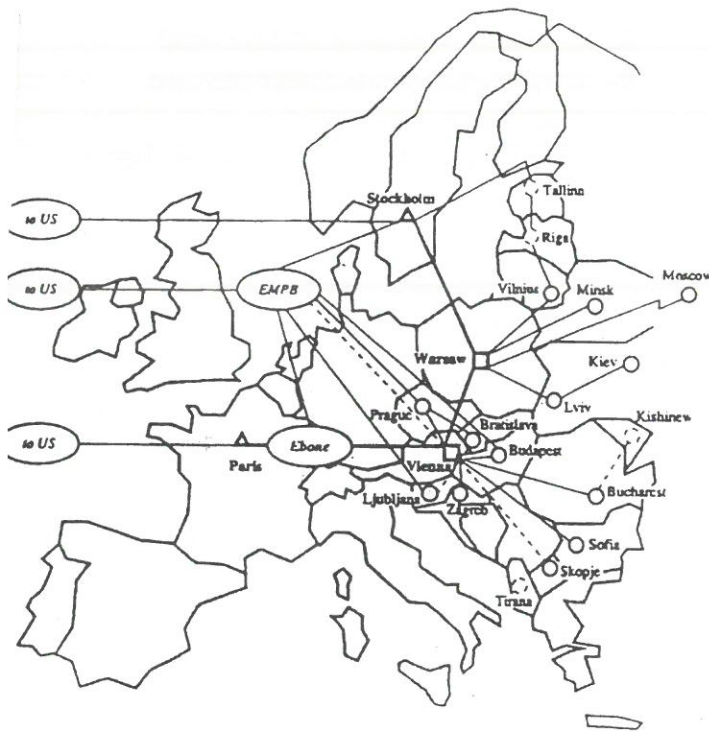 Tallinn
Stockholm
to US
Riga
Moscow
to US
EMPB
Vilnius
Minsk
Warsaw
Kiev
Lviv
Prague
Kishinew
Bratislava
to US
Ebone
Budapest
Paris
Vienna
Ljubljana
Bucharest
Zagreb
Sofia
Skopje
Tirana